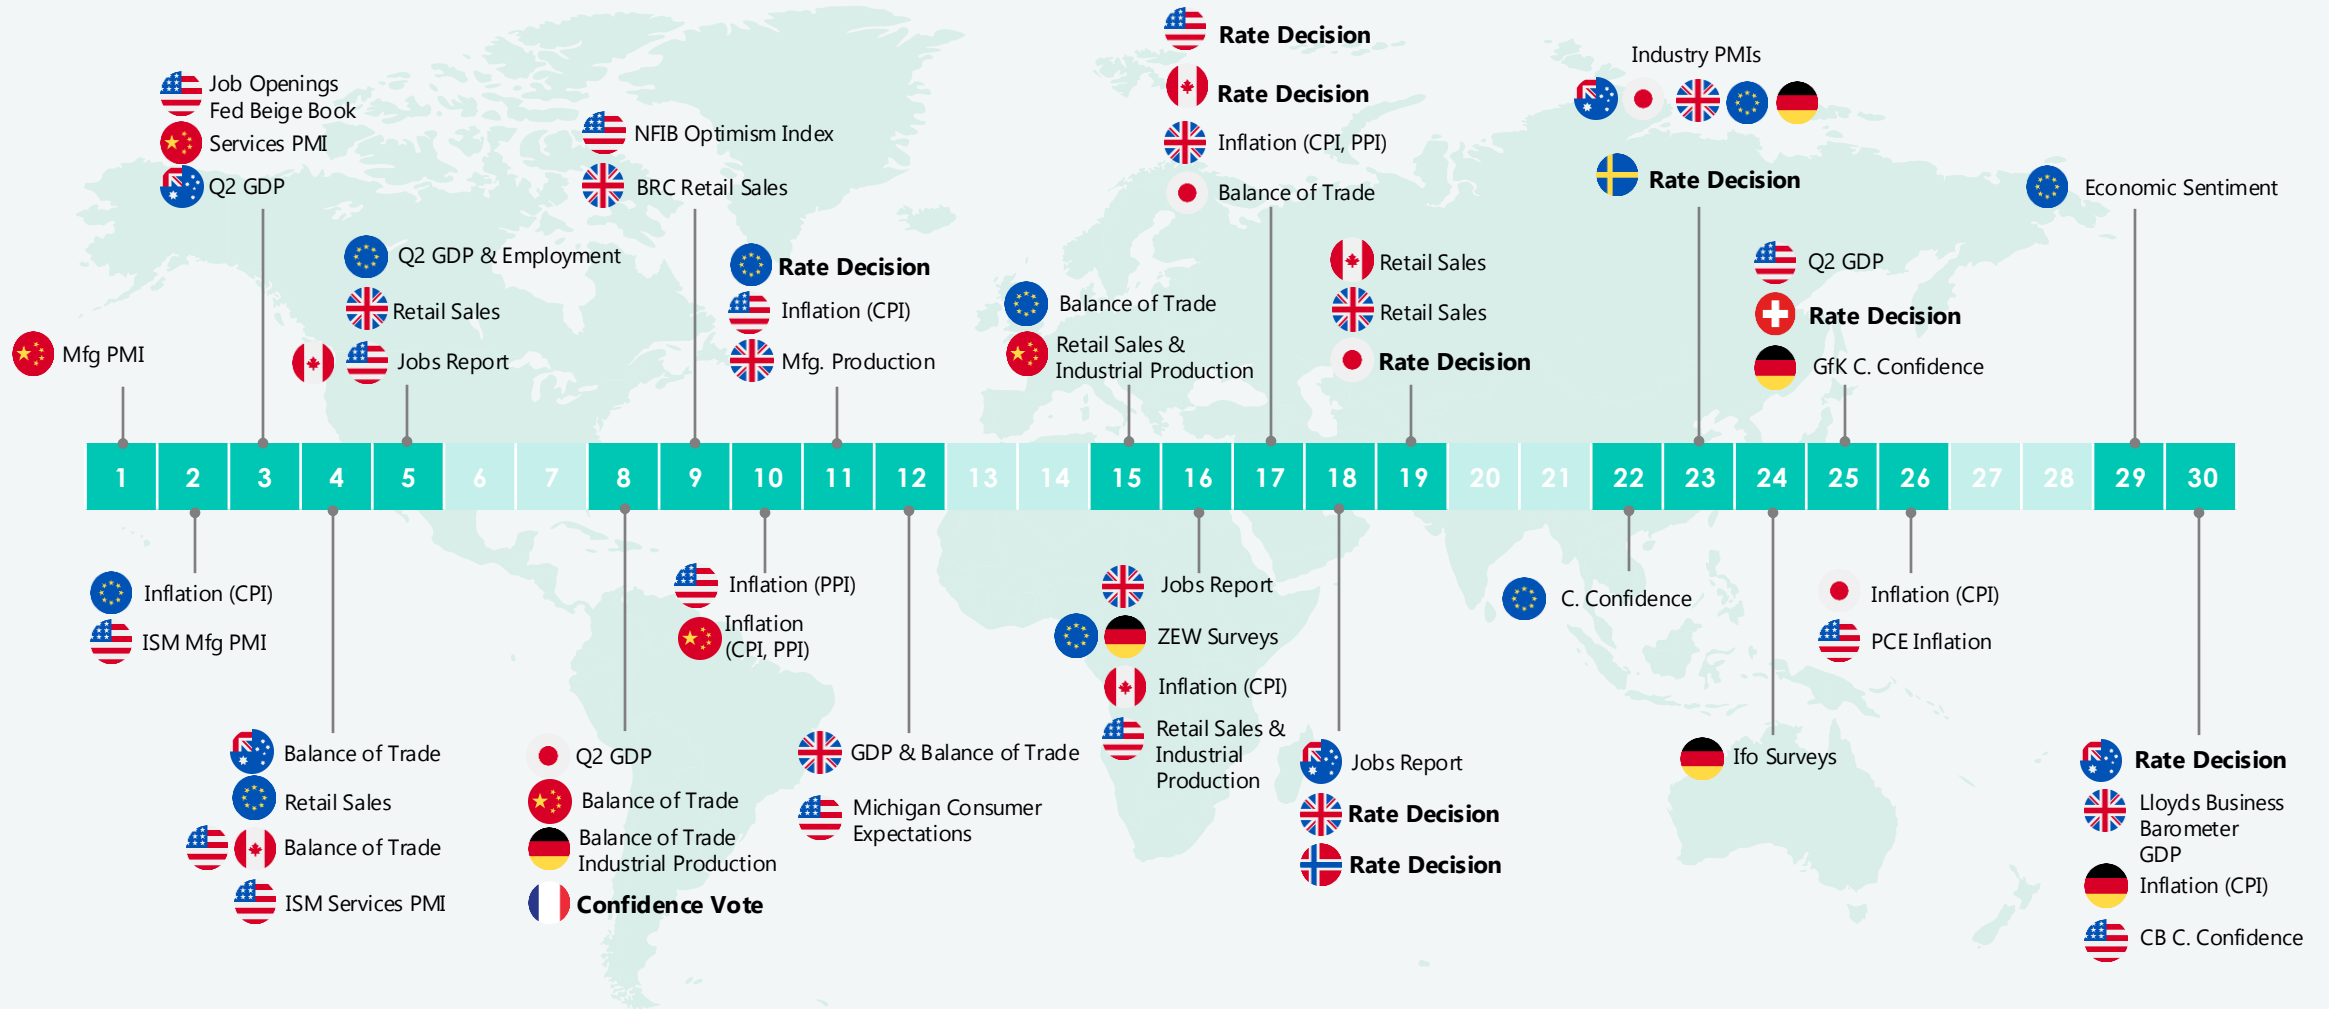 Rate Decision
Rate Decision
Inflation (CPI, PPI)
Balance of Trade
Industry PMIs
Rate Decision
Job Openings
Fed Beige Book
Services PMI
Q2 GDP
NFIB Optimism Index
BRC Retail Sales
Economic Sentiment
Q2 GDP & Employment
Retail Sales
Jobs Report
Rate Decision
Inflation (CPI)
Mfg. Production
Balance of Trade
Retail Sales &
Industrial Production
Retail Sales
Retail Sales
Rate Decision
Q2 GDP
Rate Decision
GfK C. Confidence
Mfg PMI
1 2 3 4 5 6 7 8 9 10 11 12 13 14 15 16 17 18 19 20 21 22 23 24 25 26 27 28 29 30
Inflation (CPI)
ISM Mfg PMI
Inflation (PPI)
Inflation
(CPI, PPI)
Jobs Report
ZEW Surveys
Inflation (CPI)
Retail Sales &
Industrial
Production
C. Confidence
Inflation (CPI)
PCE Inflation
Balance of Trade
Retail Sales
Balance of Trade
ISM Services PMI
Q2 GDP
Balance of Trade
Balance of Trade
Industrial Production
Confidence Vote
GDP & Balance of Trade
Michigan Consumer
Expectations
Jobs Report
Rate Decision
Rate Decision
Ifo Surveys
Rate Decision
Lloyds Business
Barometer
GDP
Inflation (CPI)
CB C. Confidence